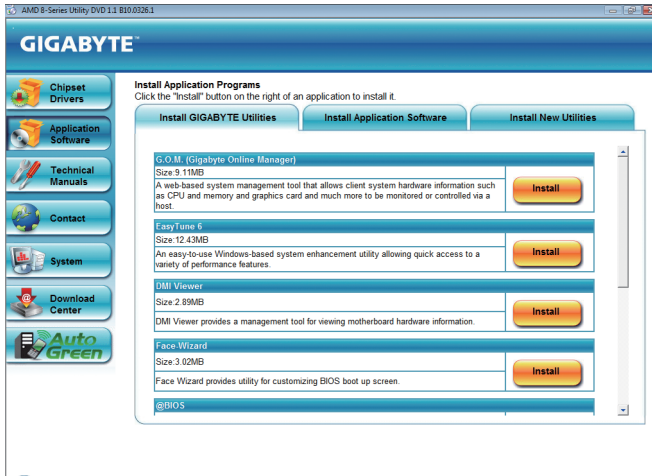 AMD 8-Series Utility DVD 1.1 B10.0326.1
GIGABYTE™
Chipset
Drivers
Application
Software
Technical
Manuals
Contact
System
Download
Center
Auto
Green
Install Application Programs
Click the "Install" button on the right of an application to install it.
Install GIGABYTE Utilities
Install Application Software
Install New Utilities
G.O.M. (Gigabyte Online Manager)
Size:9.11MB
A web-based system management tool that allows client system hardware information such
as CPU and memory and graphics card and much more to be monitored or controlled via a
host.
Install
EasyTune 6
Size:12.43MB
An easy-to-use Windows-based system enhancement utility allowing quick access to a
variety of performance features.
Install
DMI Viewer
Size:2.89MB
DMI Viewer provides a management tool for viewing motherboard hardware information.
Install
Face-Wizard
Size:3.02MB
Face Wizard provides utility for customizing BIOS boot up screen.
Install
@BIOS